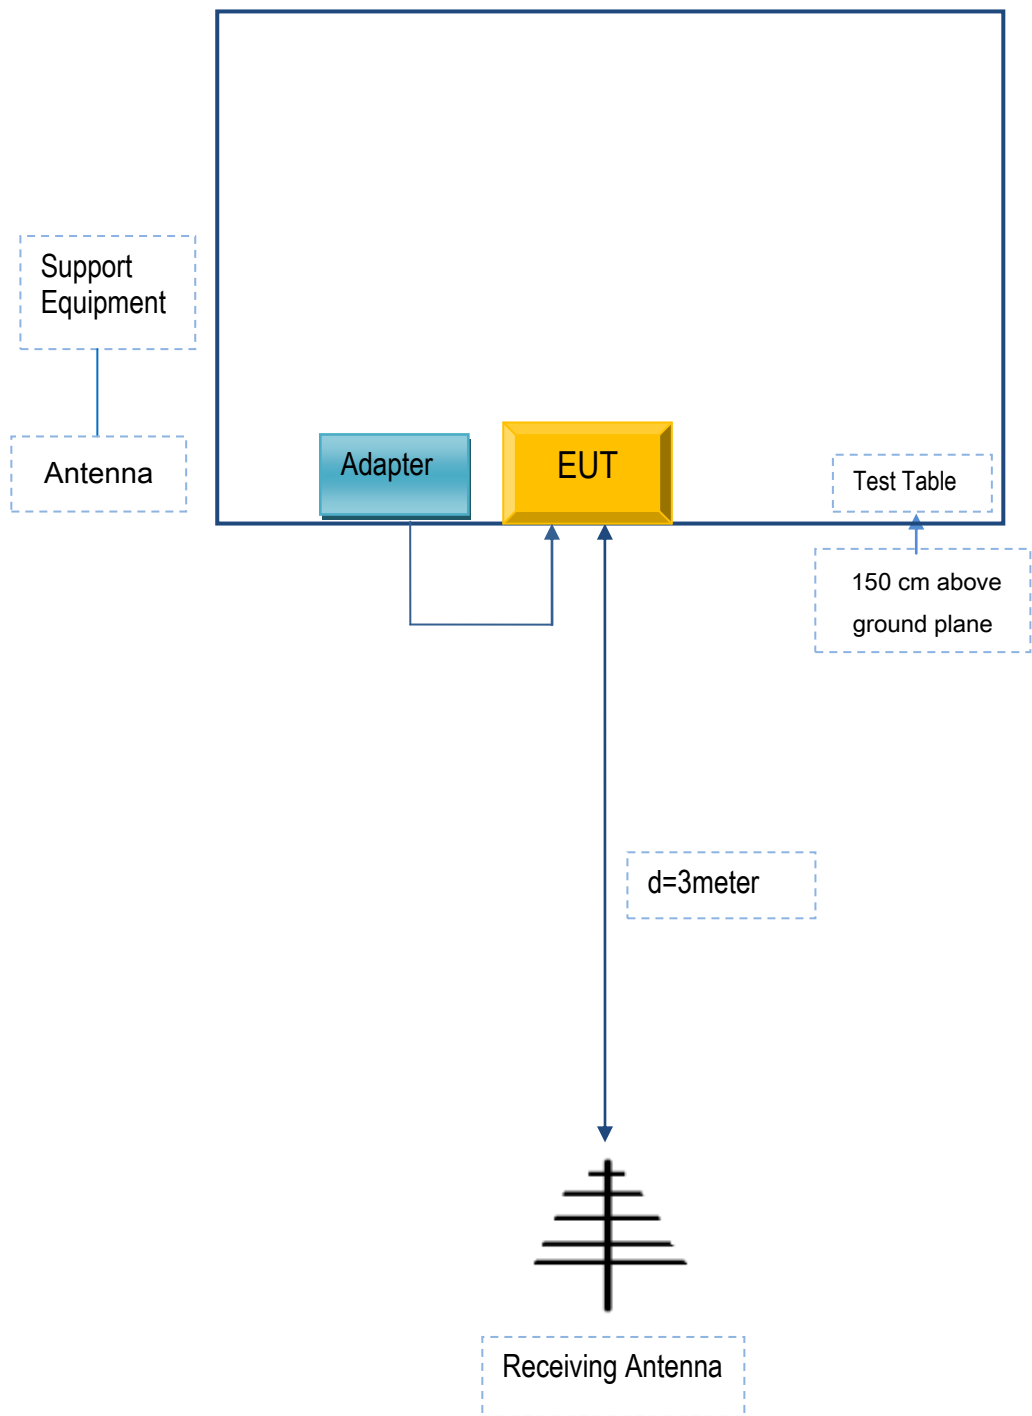 Support
Equipment
Antenna
Adapter
EUT
Test Table
150 cm above
ground plane
d=3meter
Receiving Antenna